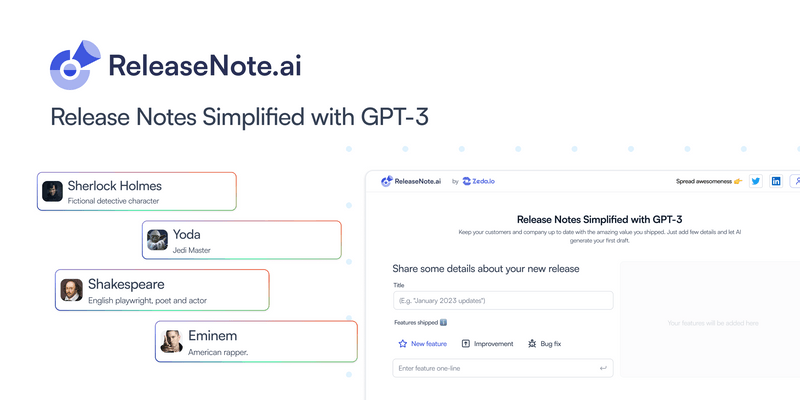 ReleaseNote.ai
Release Notes Simplified with GPT-3
Sherlock Holmes
Fictional detective character
Yoda
Jedi Master
Shakespeare
English playwright, poet and actor
Eminem
American rapper.
ReleaseNote.ai by Zeda.io
Spread awesomeness
Release Notes Simplified with GPT-3
Keep your customers and company up to date with the amazing value you shipped. Just add few details and let AI
generate your first draft.
Share some details about your new release
Title
(E.g. "January 2023 updates")
Features shipped
New feature
Improvement
Bug fix
Enter feature one-line
Your features will be added here